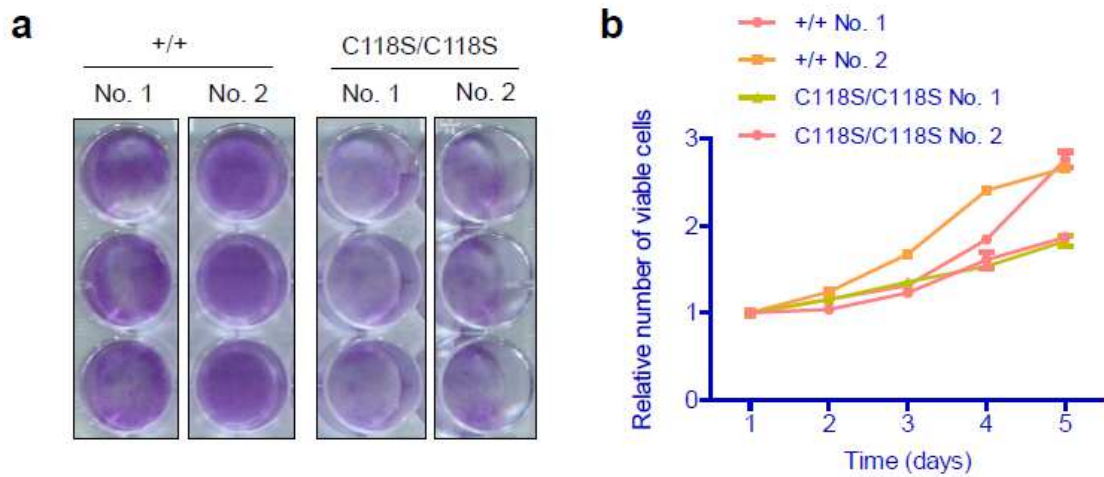 a
+/+
C118S/C118S
No. 1
No. 2
No. 1
No. 2
b
+/+ No. 1
+/+ No. 2
C118S/C118S No. 1
C118S/C118S No. 2
Relative number of viable cells
3
2
1
0
1 2 3 4 5
Time (days)